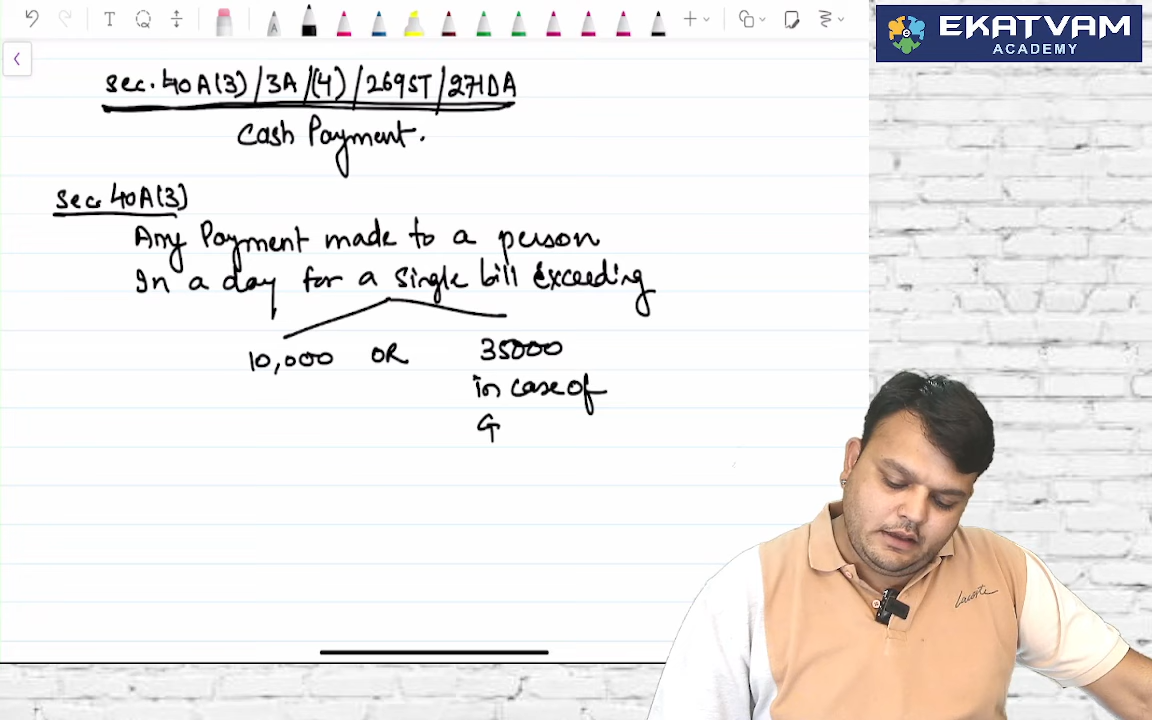 EKATVAM
ACADEMY
Sec. 40A(3) / 3A / (4) / 269ST / 271DA
Cash Payment.
Sec 40A(3)
Any Payment made to a person
In a day for a Single bill Exceeding
10,000 OR 35000
in case of
G
Lacoste